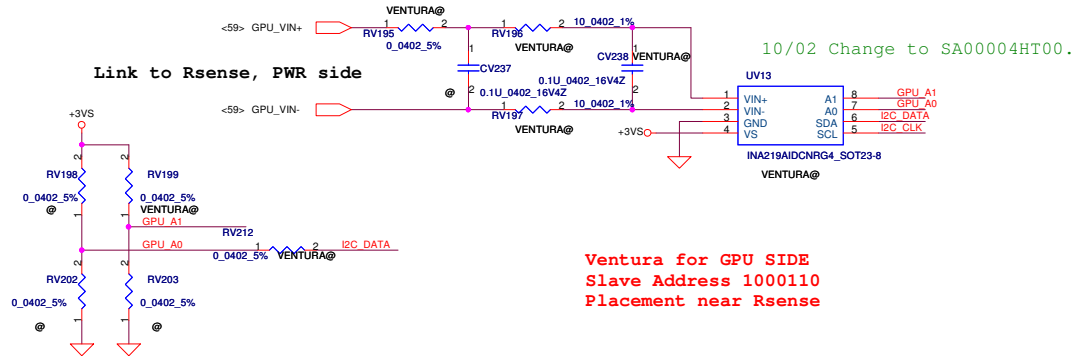 VENTURA@
<59> GPU_VIN+
1
2
RV195
0_0402_5%
1
2
RV196
10_0402_1%
VENTURA@
10/02 Change to SA00004HT00.
Link to Rsense, PWR side
1
CV237
2
@
0.1U_0402_16V4Z
1
CV238
VENTURA@
2
0.1U_0402_16V4Z
UV13
<59> GPU_VIN-
1
2
RV197
10_0402_1%
VENTURA@
1 VIN+ A1 8 GPU_A1
2 VIN- A0 7 GPU_A0
3 GND SDA 6 I2C_DATA
4 VS SCL 5 I2C_CLK
+3VS
INA219AIDCNRG4_SOT23-8
VENTURA@
+3VS
2
RV198
0_0402_5%
@
1
2
RV199
0_0402_5%
VENTURA@
1
GPU_A1
RV212
GPU_A0
1
2
I2C_DATA
0_0402_5%
VENTURA@
2
RV202
0_0402_5%
1
@
2
RV203
0_0402_5%
1
@
Ventura for GPU SIDE
Slave Address 1000110
Placement near Rsense